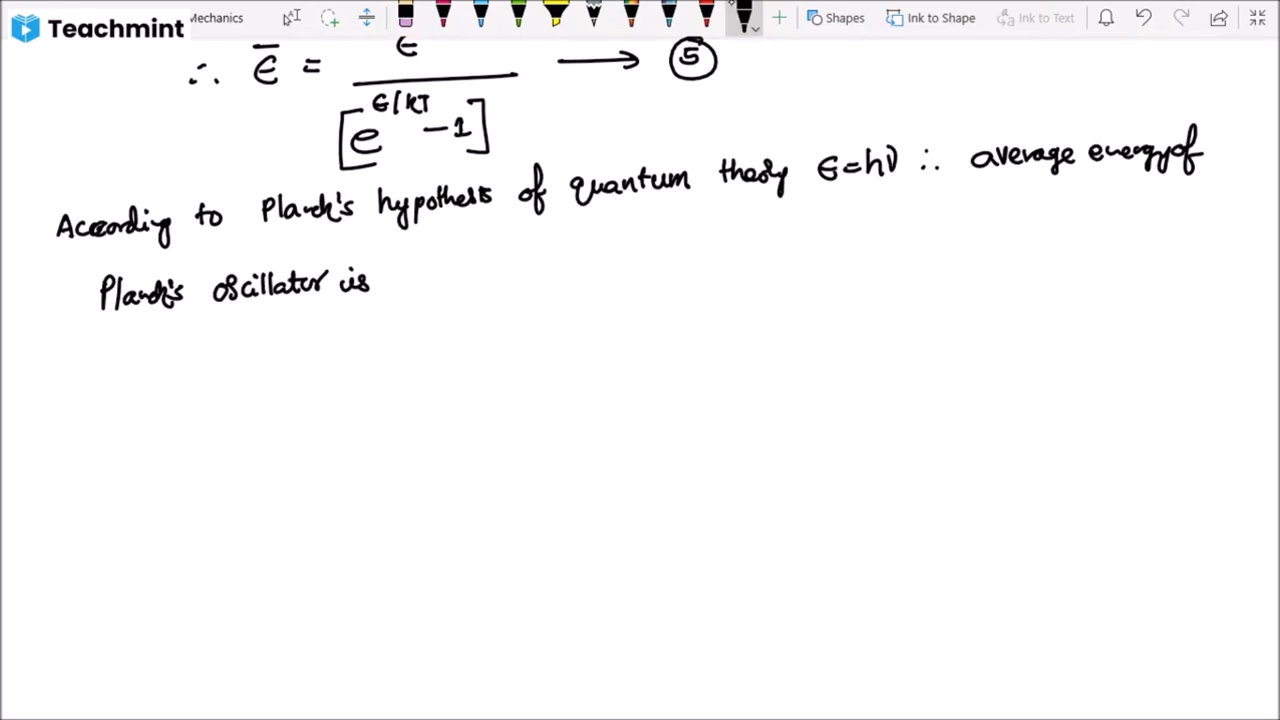 Mechanics
Shapes
Ink to Shape
Ink to Text
Teachmint
∴ ϵ̄ = ϵ / [e^ϵ/kT −1] → ⑤
According to Planck's hypothesis of quantum theory ϵ=hν ∴ average energy of
Planck's oscillator is